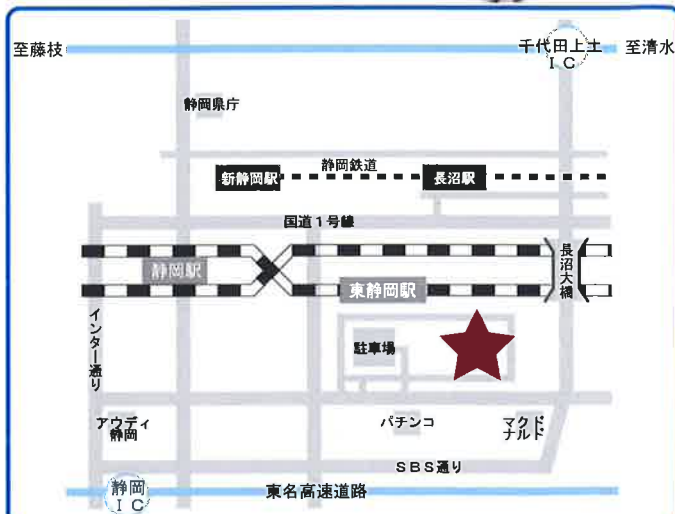 至藤枝
千代田上土
IC
至清水
静岡県庁
静岡鉄道
新静岡駅
長沼駅
国道1号線
静岡駅
東静岡駅
長沼大橋
インター通り
駐車場
アウディ
静岡
パチンコ
マクド
ナルド
SBS通り
静岡
IC
東名高速道路